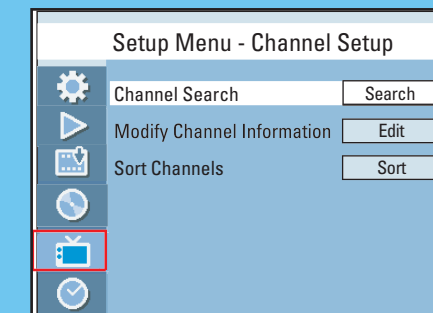 Setup Menu - Channel Setup
Channel Search Search
Modify Channel Information Edit
Sort Channels Sort